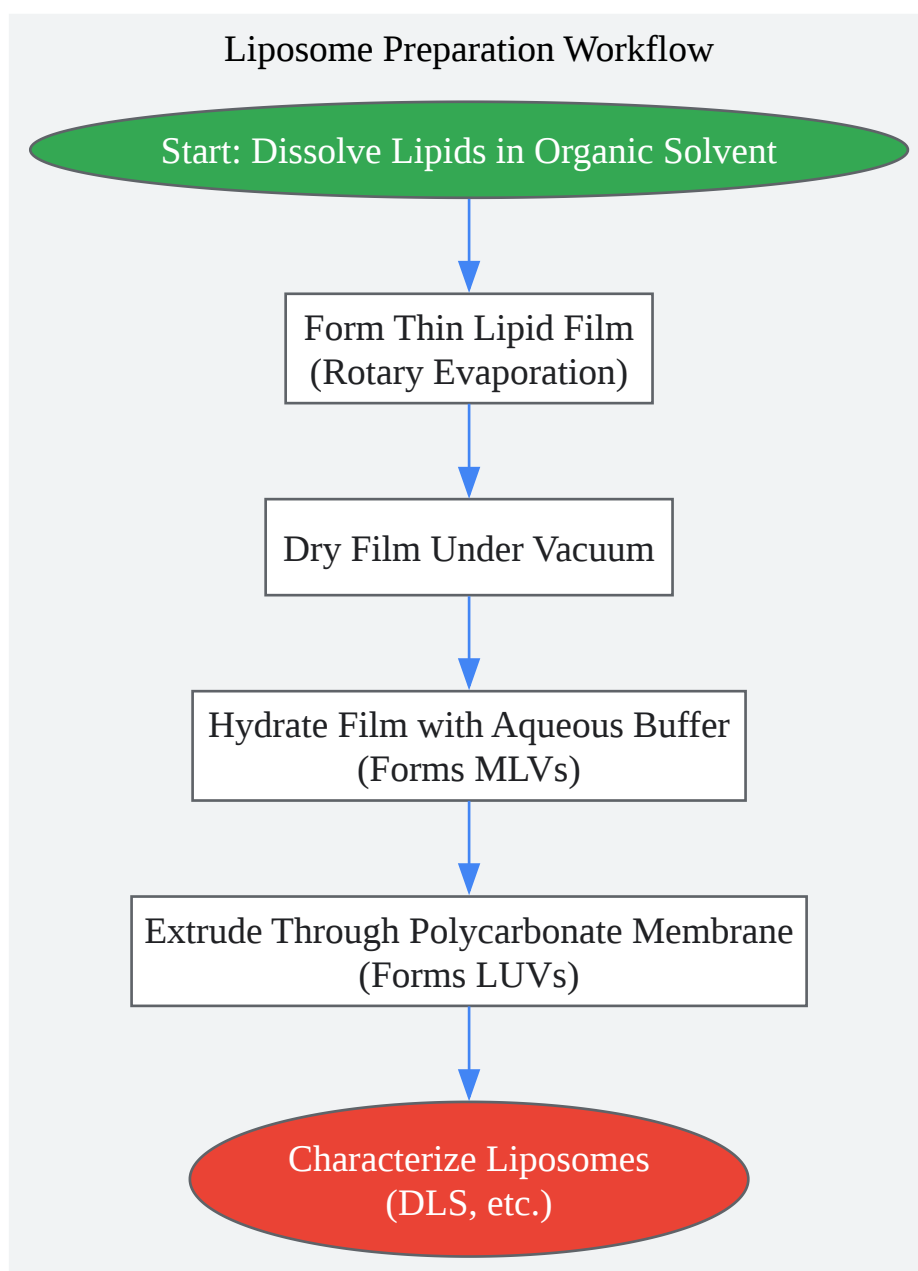 Liposome Preparation Workflow
Start: Dissolve Lipids in Organic Solvent
Form Thin Lipid Film
(Rotary Evaporation)
Dry Film Under Vacuum
Hydrate Film with Aqueous Buffer
(Forms MLVs)
Extrude Through Polycarbonate Membrane
(Forms LUVs)
Characterize Liposomes
(DLS, etc.)